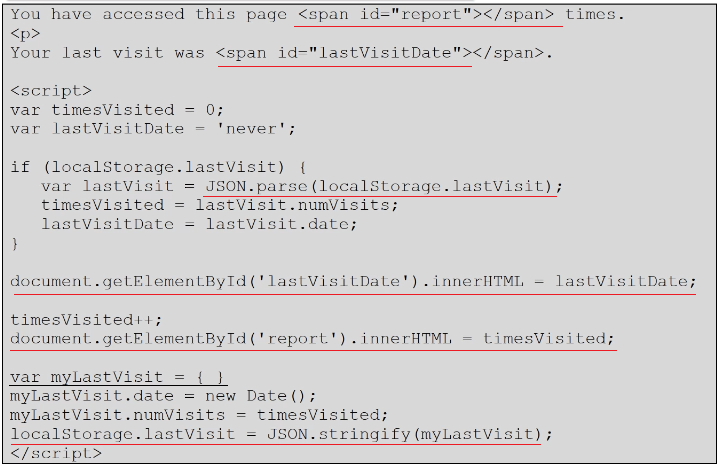 You have accessed this page <span id="report"></span> times.
<p>
Your last visit was <span id="lastVisitDate"></span>.
<script>
var timesVisited = 0;
var lastVisitDate = 'never';
if (localStorage.lastVisit) {
var lastVisit = JSON.parse(localStorage.lastVisit);
timesVisited = lastVisit.numVisits;
lastVisitDate = lastVisit.date;
}
document.getElementById('lastVisitDate').innerHTML = lastVisitDate;
timesVisited++;
document.getElementById('report').innerHTML = timesVisited;
var myLastVisit = { }
myLastVisit.date = new Date();
myLastVisit.numVisits = timesVisited;
localStorage.lastVisit = JSON.stringify(myLastVisit);
</script>